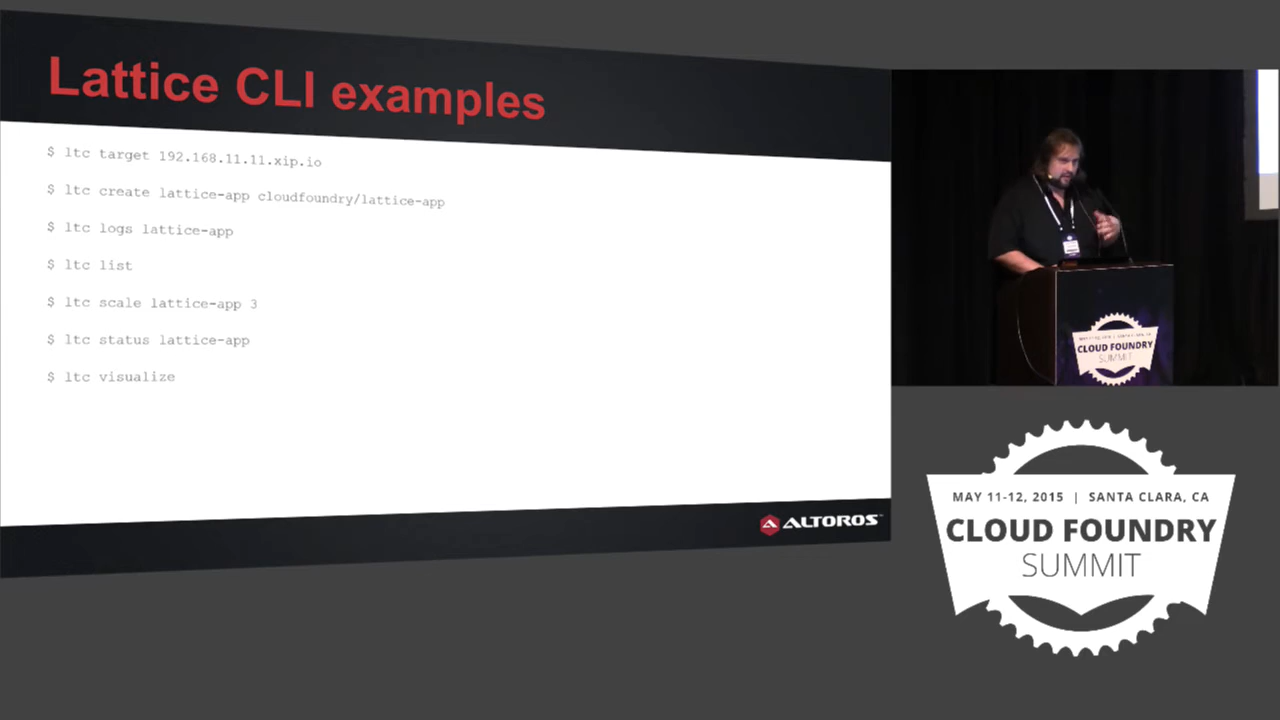 Lattice CLI examples
$ ltc target 192.168.11.11.xip.io
$ ltc create lattice-app cloudfoundry/lattice-app
$ ltc logs lattice-app
$ ltc list
$ ltc scale lattice-app 3
$ ltc status lattice-app
$ ltc visualize
ALTOROS
CLOUD FOUNDRY
SUMMIT
MAY 11-12, 2015 | SANTA CLARA, CA
CLOUD FOUNDRY
SUMMIT